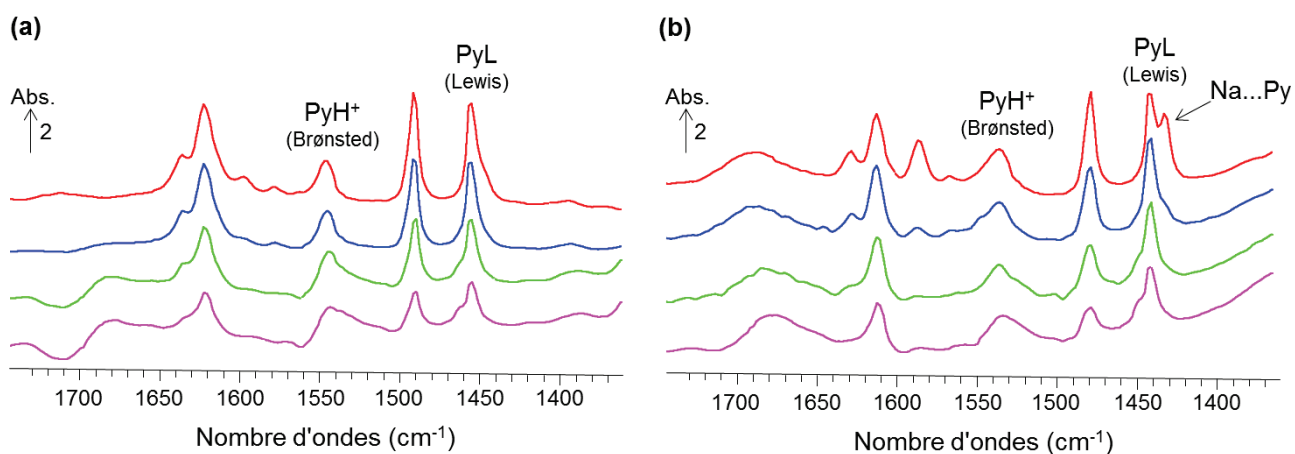 (a)
Abs.
2
PyH⁺
(Brønsted)
PyL
(Lewis)
1700 1650 1600 1550 1500 1450 1400
Nombre d'ondes (cm⁻¹)
(b)
Abs.
2
PyH⁺
(Brønsted)
PyL
(Lewis)
Na...Py
1700 1650 1600 1550 1500 1450 1400
Nombre d'ondes (cm⁻¹)